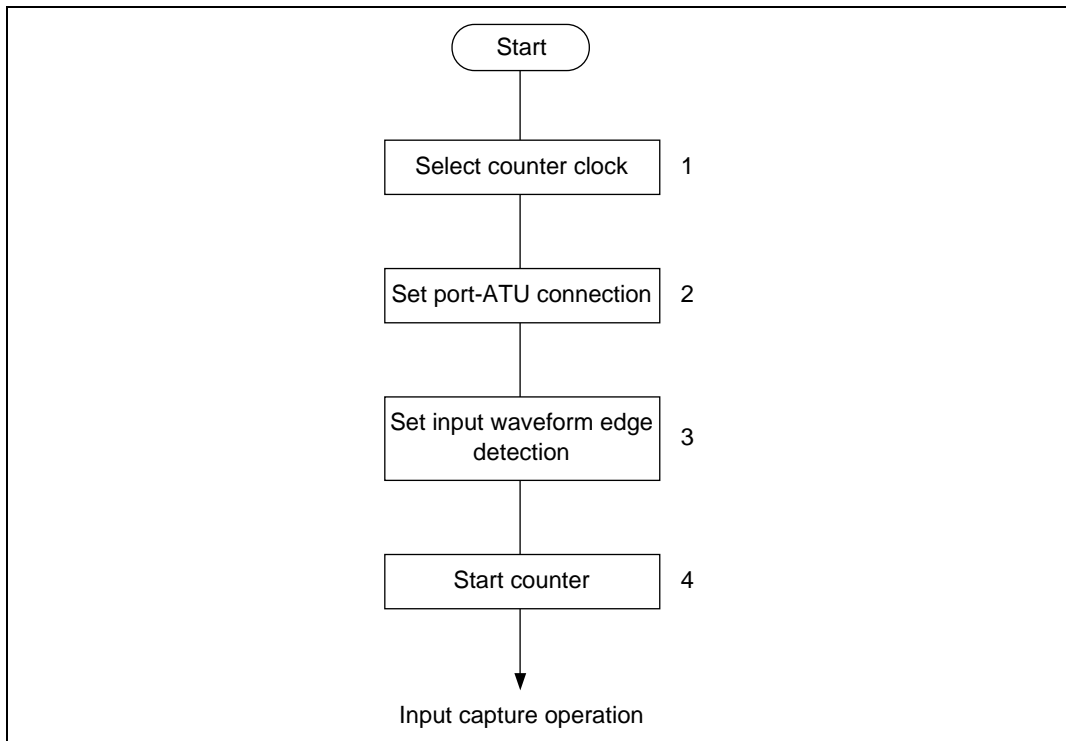 Start
Select counter clock 1
Set port-ATU connection 2
Set input waveform edge
detection
3
Start counter 4
Input capture operation